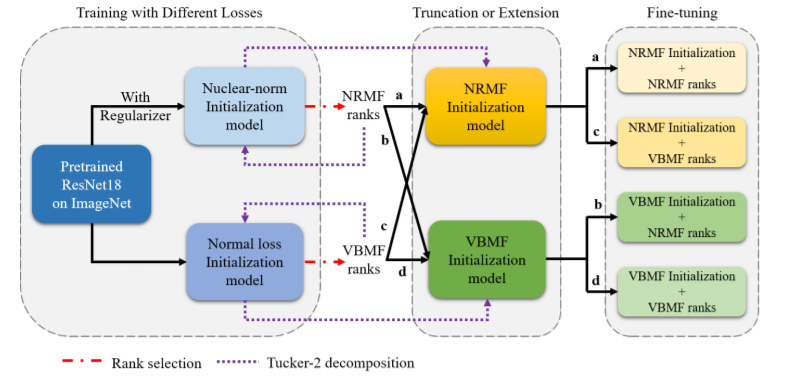 Training with Different Losses
Truncation or Extension
Fine-tuning
With
Regularizer
Pretrained
ResNet18
on ImageNet
Nuclear-norm
Initialization
model
Normal loss
Initialization
model
NRMF
ranks
VBMF
ranks
a
b
c
d
NRMF
Initialization
model
VBMF
Initialization
model
a
NRMF Initialization
+
NRMF ranks
c
NRMF Initialization
+
VBMF ranks
b
VBMF Initialization
+
NRMF ranks
d
VBMF Initialization
+
VBMF ranks
Rank selection
Tucker-2 decomposition